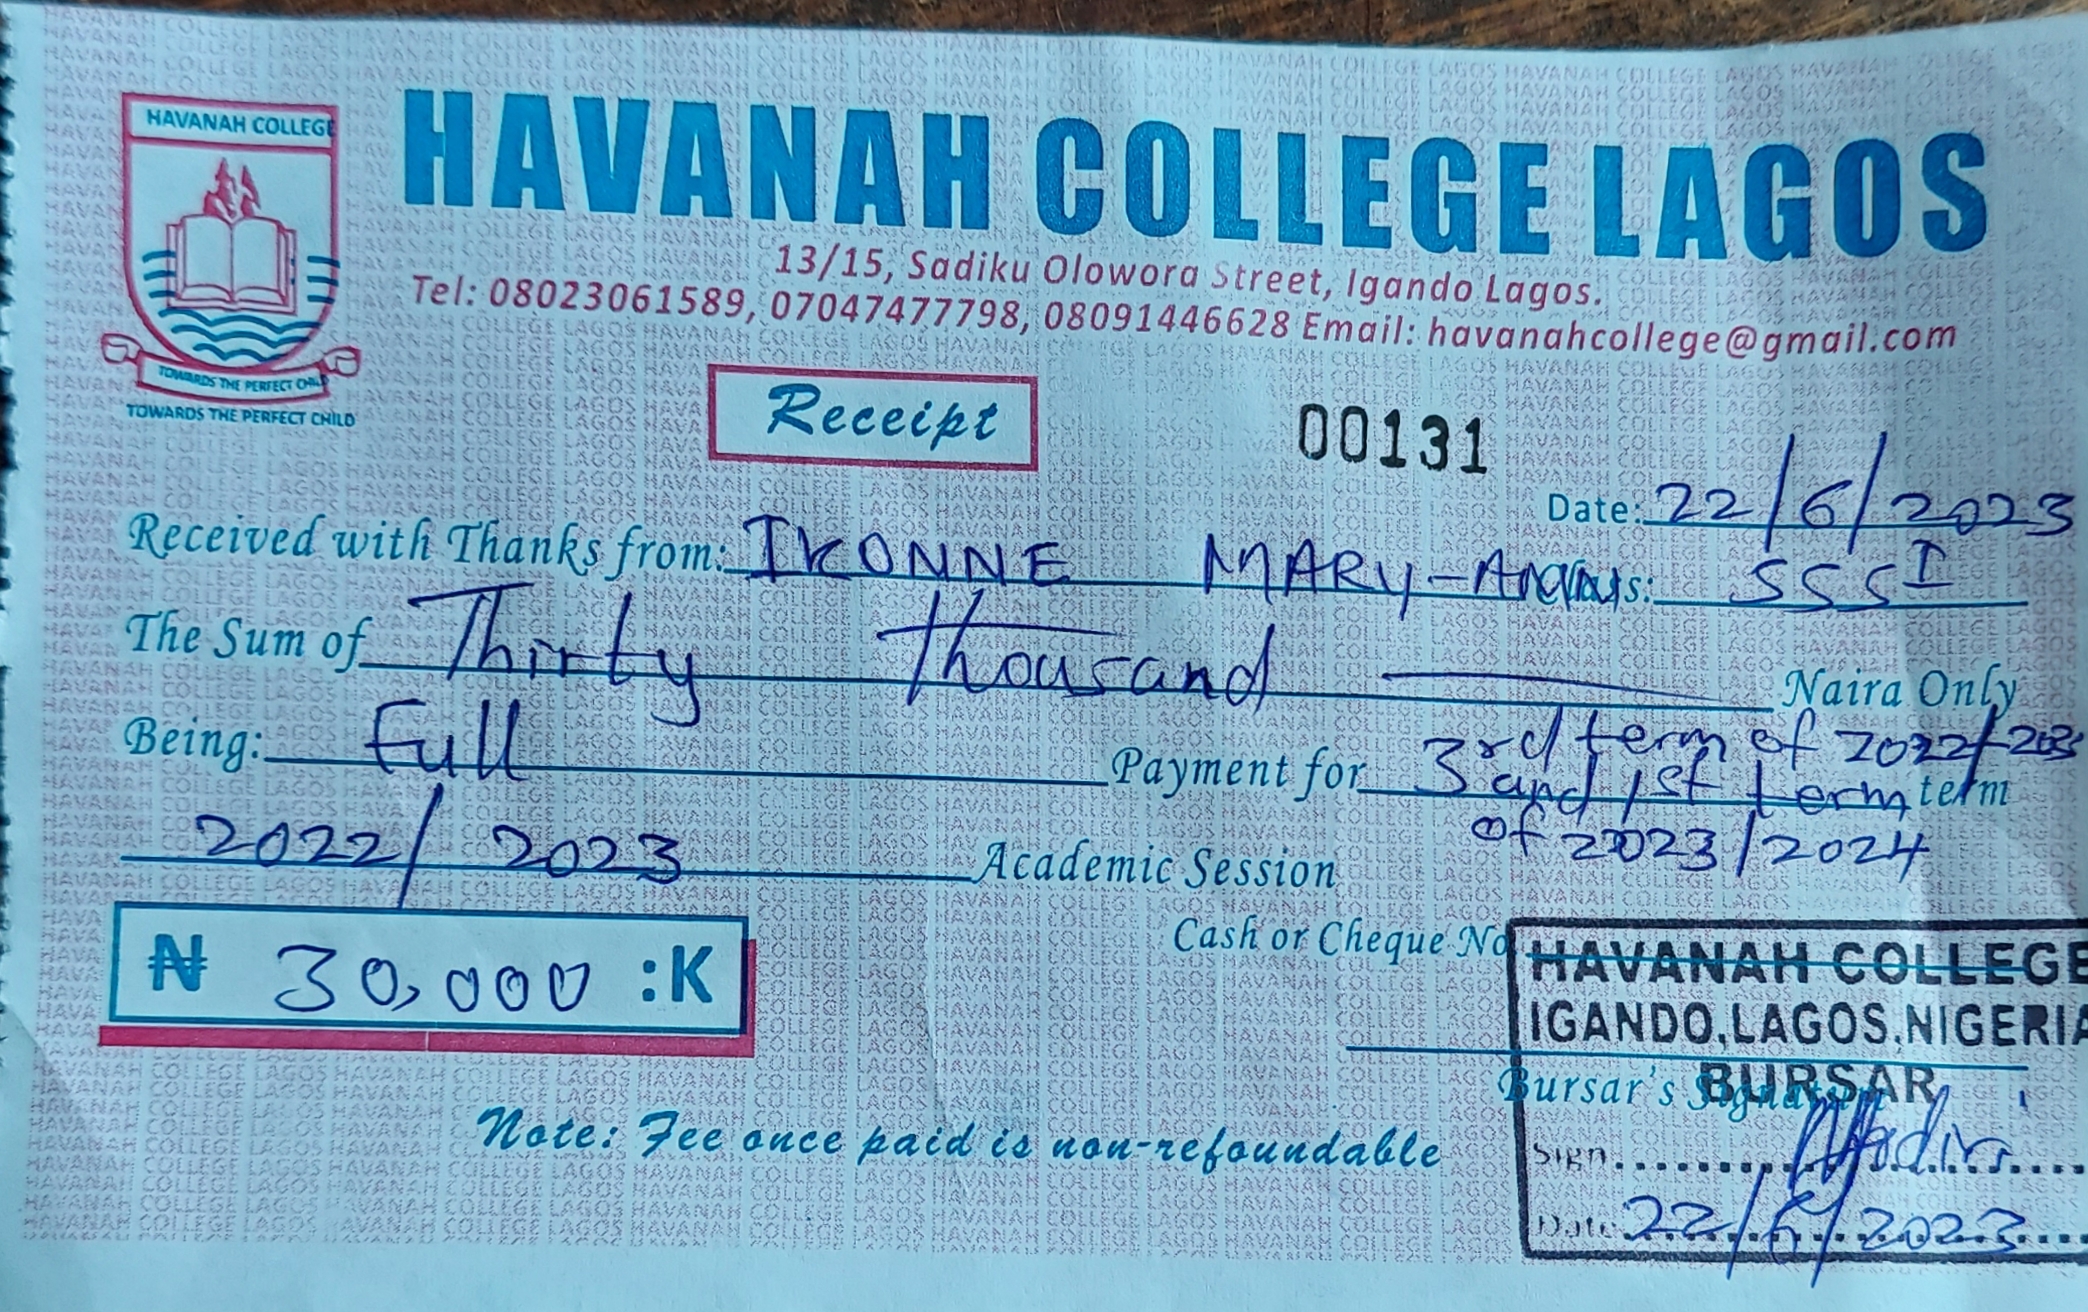 HAVANAH COLLEGE
TOWARDS THE PERFECT CHILD
TOWARDS THE PERFECT CHILD
HAVANAH COLLEGE LAGOS
13/15, Sadiku Olowora Street, Igando Lagos.
Tel: 08023061589, 07047477798, 08091446628 Email: havanahcollege@gmail.com
Receipt
00131
Date: 22/6/2023
Received with Thanks from: IKONNE MARY- SSS I
The Sum of Thirty Thousand Naira Only
Being: Full Payment for 3rd term of 2022/
and 1st term term
of 2023/2024
2022/2023 Academic Session
₦ 30,000 :K
Cash or Cheque No
HAVANAH COLLEGE
IGANDO, LAGOS, NIGERIA
BURSAR
Bursar's Signature
Sign.
Date 22/6/2023
Note: Fee once paid is non-refoundable